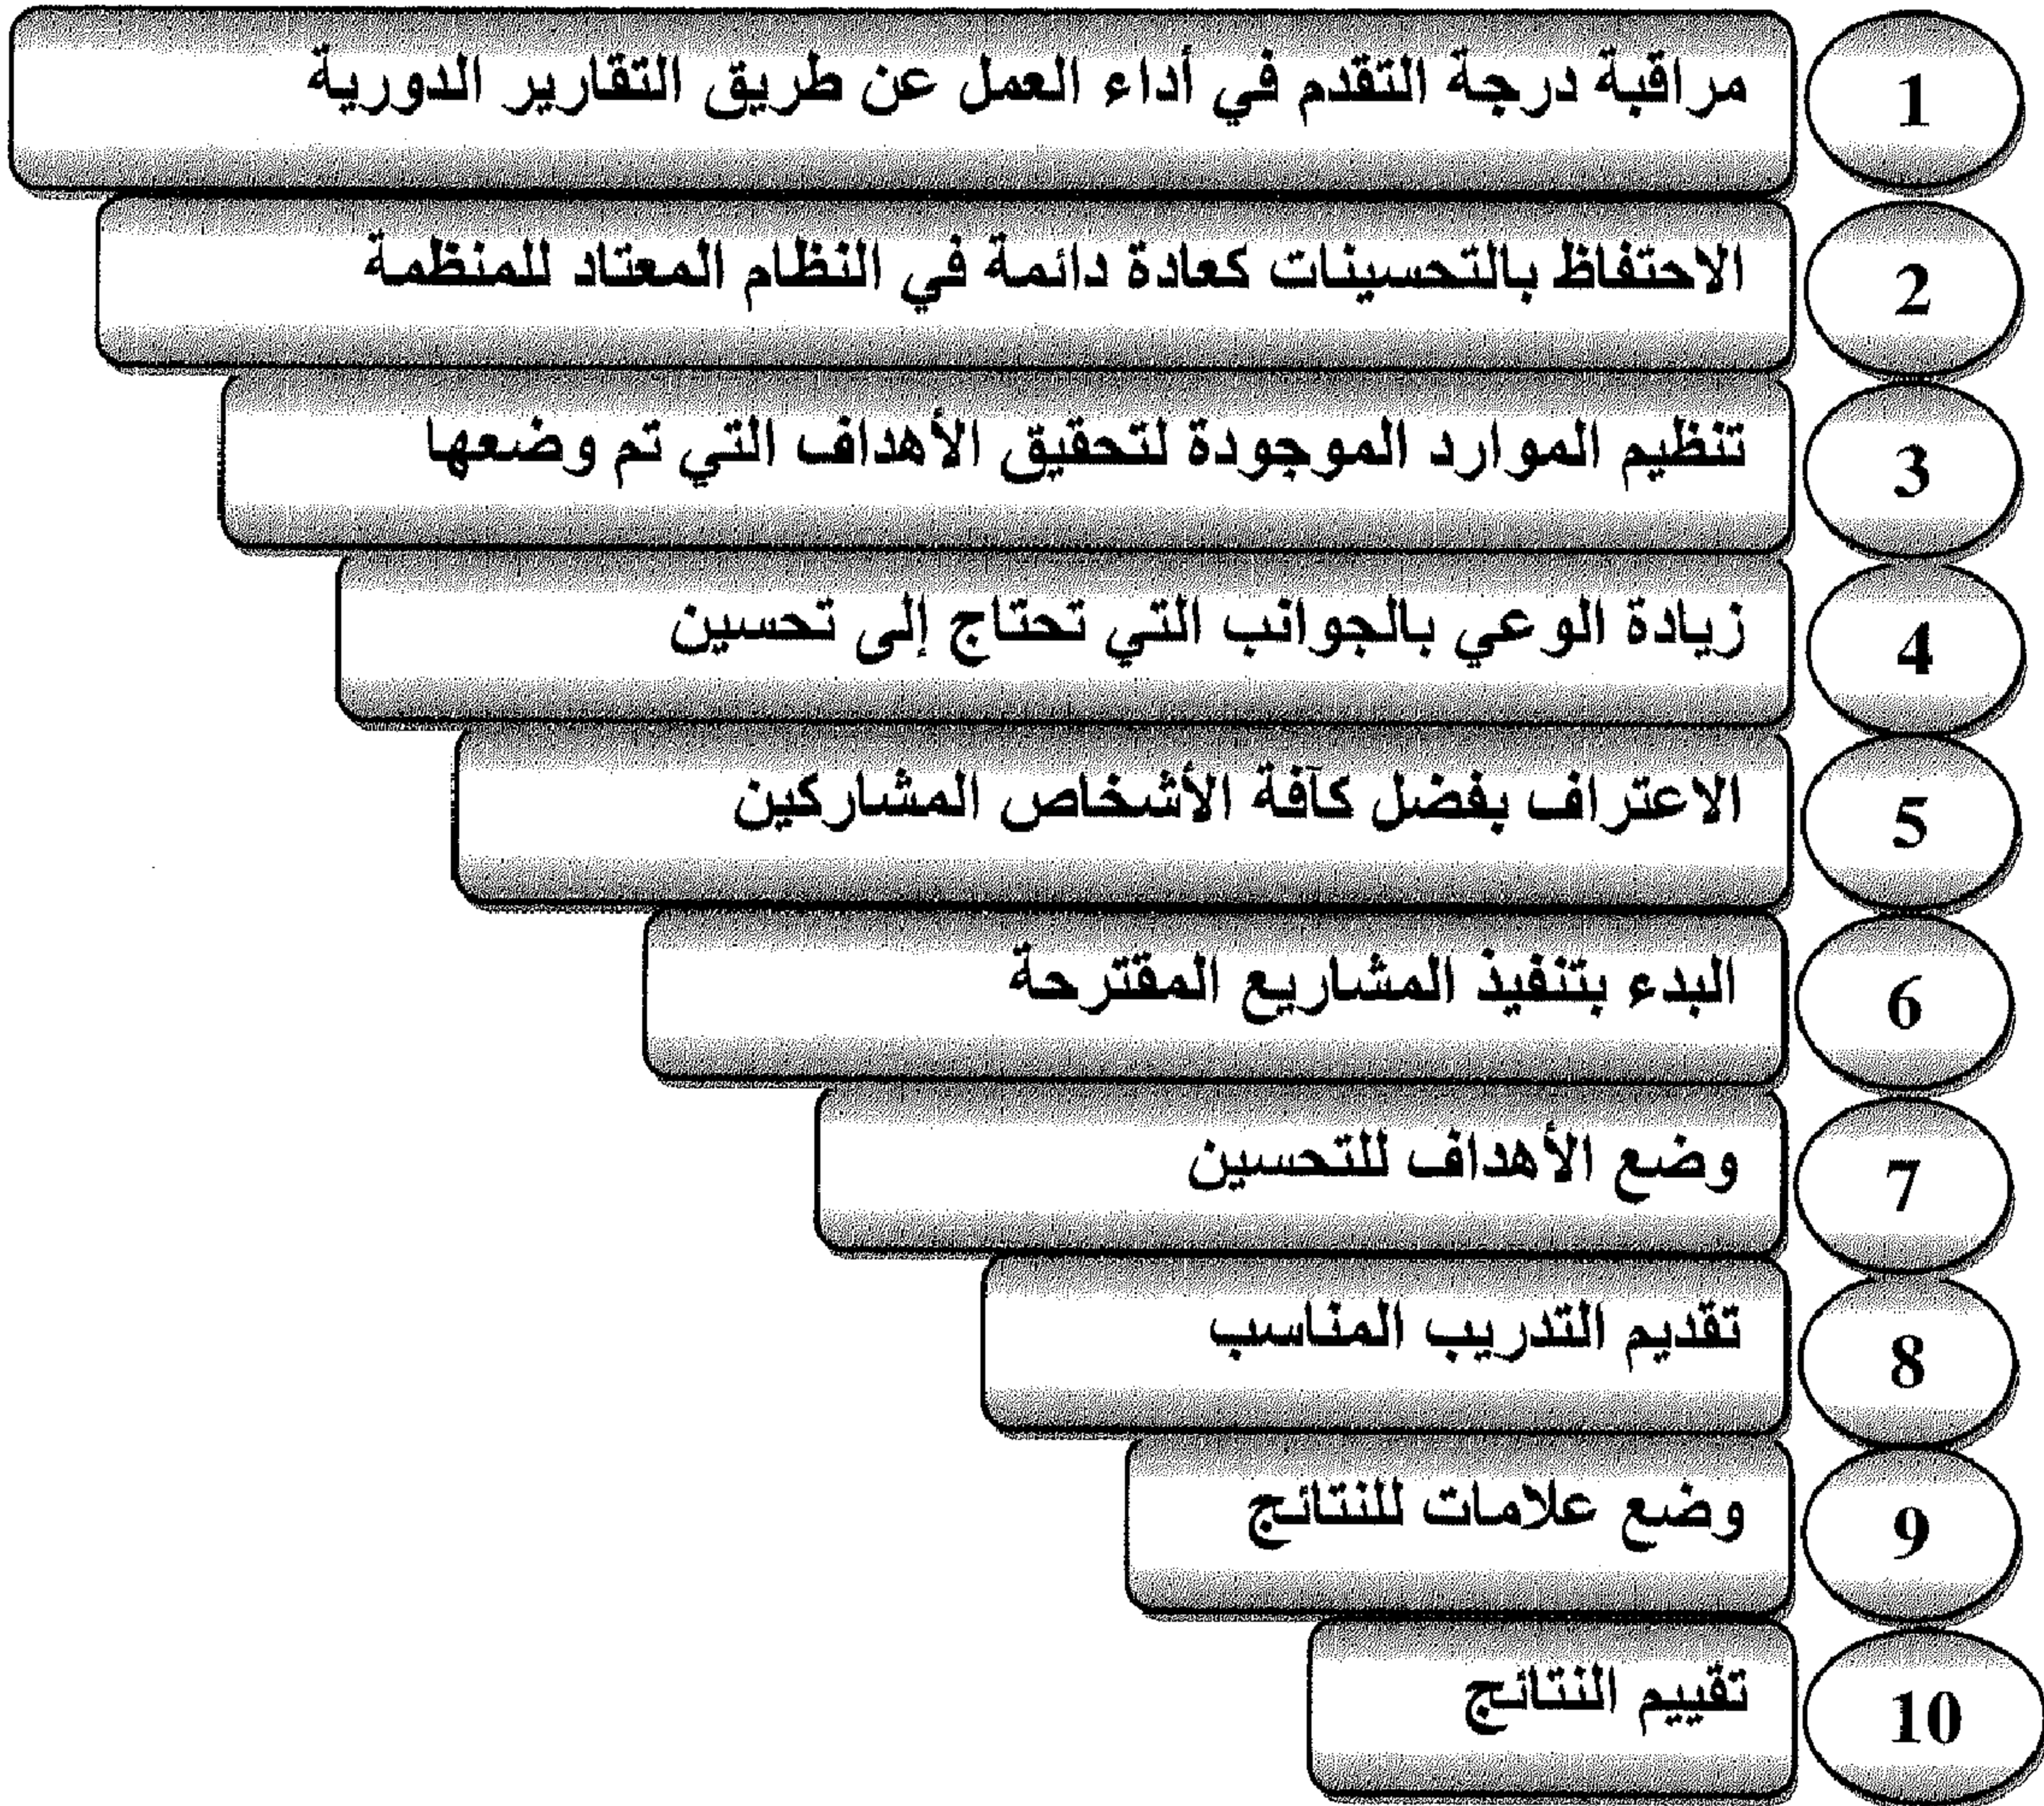 1 مراقبة درجة التقدم في أداء العمل عن طريق التقارير الدورية
2 الاحتفاظ بالتحسينات كعادة دائمة في النظام المعتاد للمنظمة
3 تنظيم الموارد الموجودة لتحقيق الأهداف التي تم وضعها
4 زيادة الوعي بالجوانب التي تحتاج إلى تحسين
5 الاعتراف بفضل كآفة الأشخاص المشاركين
6 البدء بتنفيذ المشاريع المقترحة
7 وضع الأهداف للتحسين
8 تقديم التدريب المناسب
9 وضع علامات للنتائج
10 تقييم النتائج